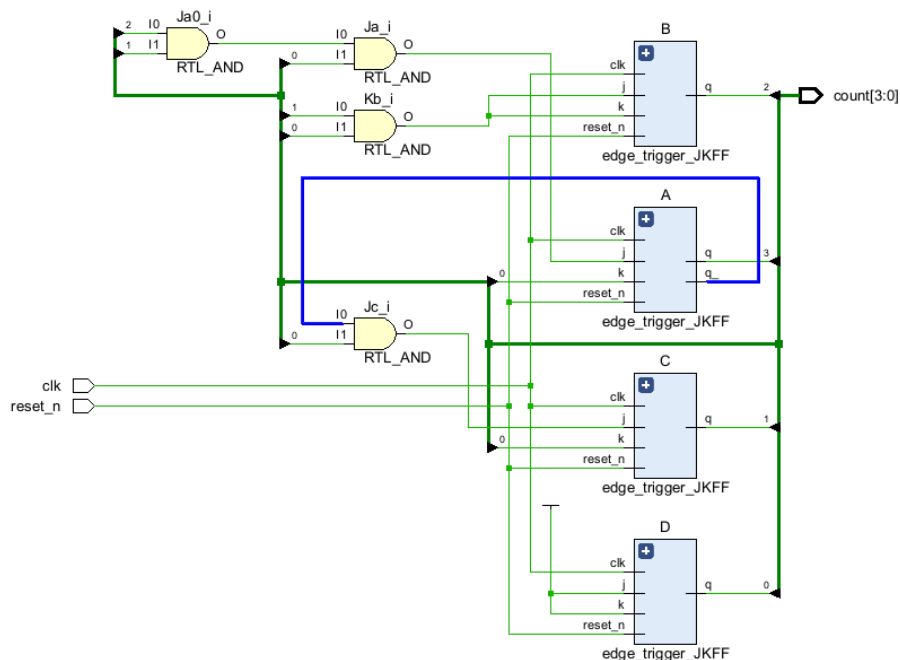 Ja0_i
2 I0
1 I1
O
RTL_AND
Ja_i
I0
0 I1
O
RTL_AND
Kb_i
1 I0
0 I1
O
RTL_AND
B
clk
j
k
reset_n
q 2
edge_trigger_JKFF
count[3:0]
A
clk
j
0 k
reset_n
q 3
q_
edge_trigger_JKFF
Jc_i
I0
0 I1
O
RTL_AND
clk
reset_n
C
clk
j
0 k
reset_n
q 1
edge_trigger_JKFF
D
clk
j
k
reset_n
q 0
edge_trigger_JKFF